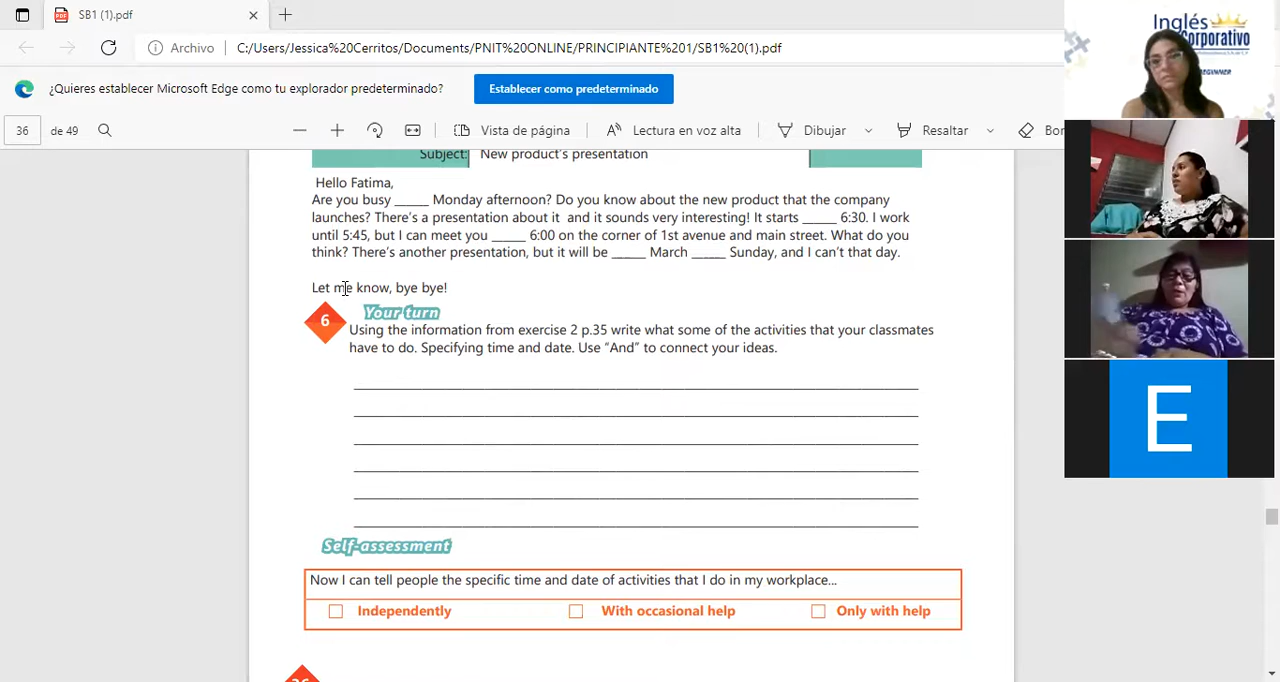 SB1 (1).pdf
Archivo
C:/Users/Jessica%20Cerritos/Documents/PNIT%20ONLINE/PRINCIPIANTE%201/SB1%20(1).pdf
¿Quieres establecer Microsoft Edge como tu explorador predeterminado?
Establecer como predeterminado
36 de 49
Vista de página
Lectura en voz alta
Dibujar
Resaltar
Subject: New product's presentation
Hello Fatima,
Are you busy _____ Monday afternoon? Do you know about the new product that the company
launches? There's a presentation about it and it sounds very interesting! It starts _____ 6:30. I work
until 5:45, but I can meet you _____ 6:00 on the corner of 1st avenue and main street. What do you
think? There's another presentation, but it will be _____ March _____ Sunday, and I can't that day.
Let me know, bye bye!
6
Your turn
Using the information from exercise 2 p.35 write what some of the activities that your classmates
have to do. Specifying time and date. Use “And” to connect your ideas.
Self-assessment
Now I can tell people the specific time and date of activities that I do in my workplace...
Independently
With occasional help
Only with help
Inglés
Corporativo
E